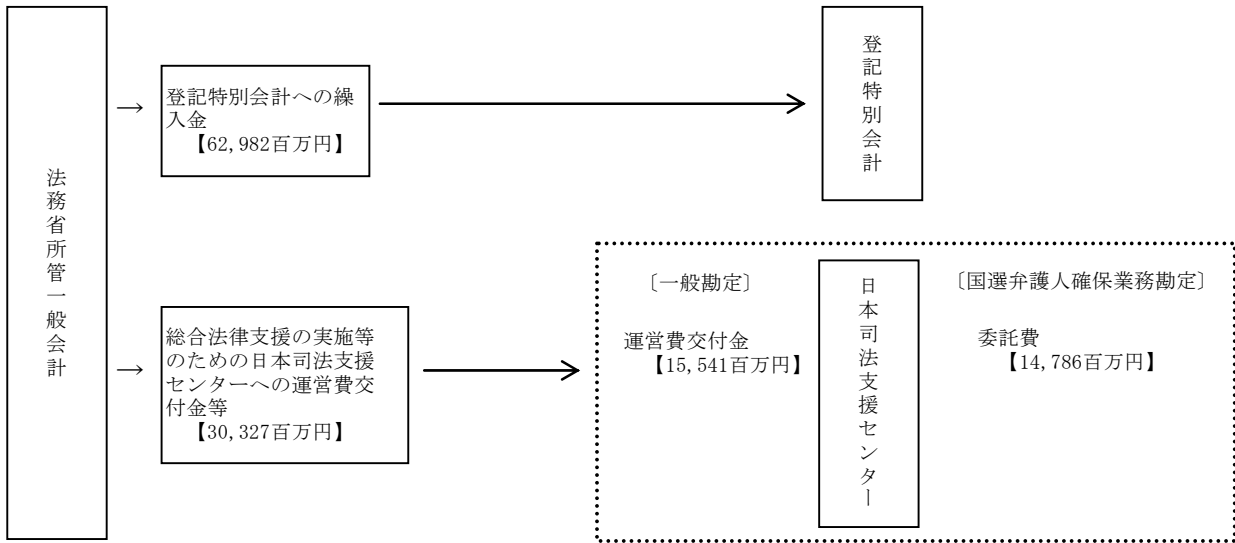 法務省所管一般会計
→
登記特別会計への繰
入金
【62,982百万円】
登記特別会計
→
総合法律支援の実施等
のための日本司法支援
センターへの運営費交
付金等
【30,327百万円】
〔一般勘定〕
運営費交付金
【15,541百万円】
日本司法支援センター
〔国選弁護人確保業務勘定〕
委託費
【14,786百万円】